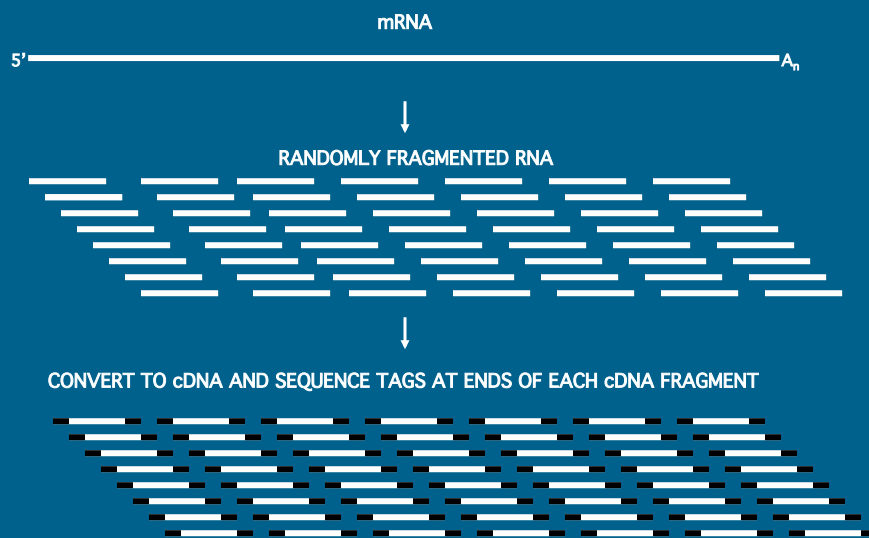 mRNA
5' An
RANDOMLY FRAGMENTED RNA
CONVERT TO cDNA AND SEQUENCE TAGS AT ENDS OF EACH cDNA FRAGMENT